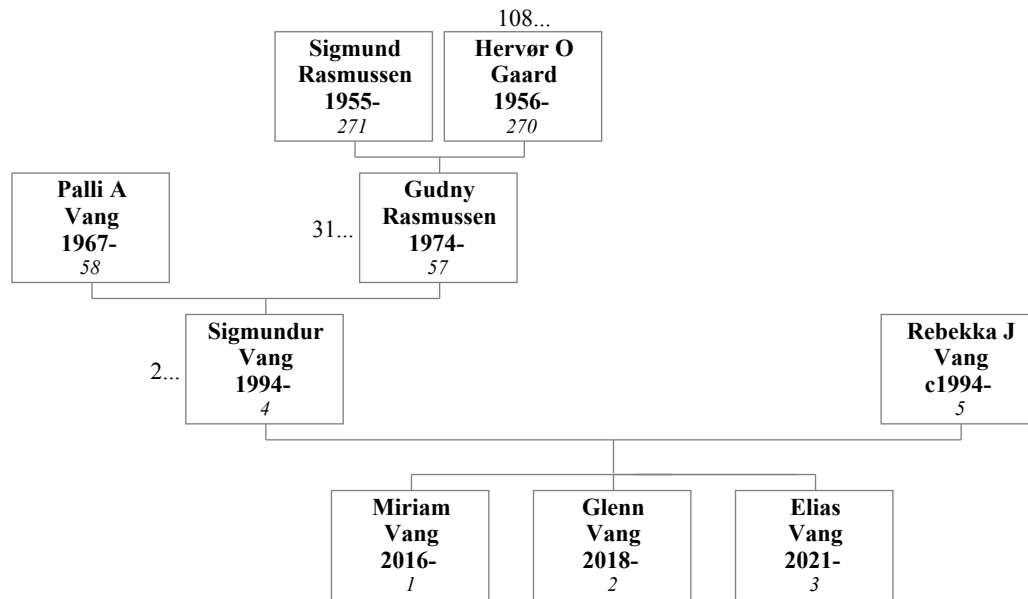 108...
Sigmund
Rasmussen
1955-
271
Hervør O
Gaard
1956-
270
Palli A
Vang
1967-
58
31...
Gudny
Rasmussen
1974-
57
2...
Sigmundur
Vang
1994-
4
Rebekka J
Vang
c1994-
5
Miriam
Vang
2016-
1
Glenn
Vang
2018-
2
Elias
Vang
2021-
3